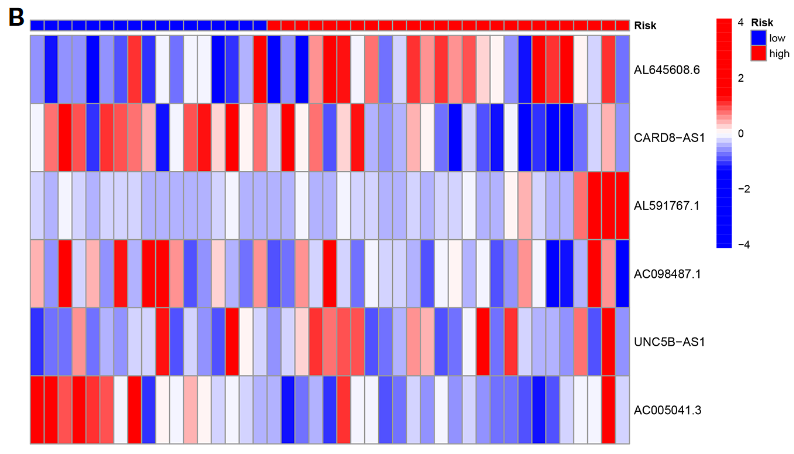 B
Risk
AL645608.6
CARD8−AS1
AL591767.1
AC098487.1
UNC5B−AS1
AC005041.3
4
2
0
−2
−4
Risk
low
high